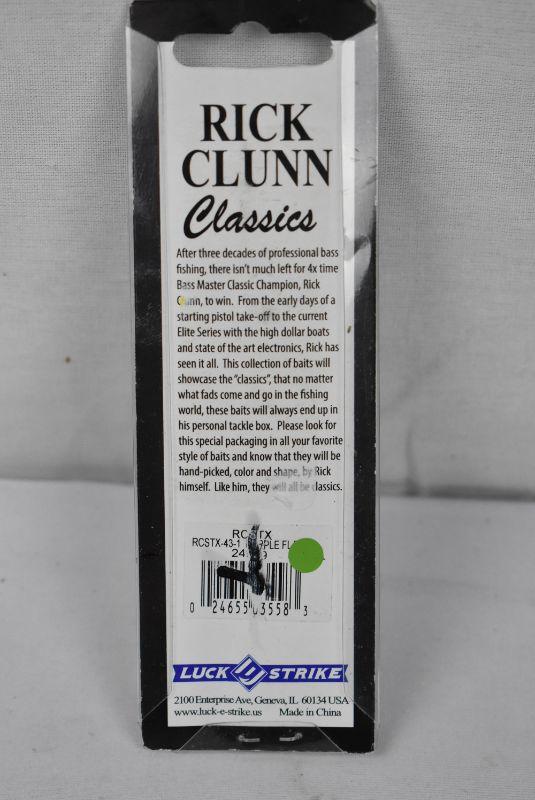 RICK
CLUNN
Classics
After three decades of professional bass
fishing, there isn't much left for 4x time
Bass Master Classic Champion, Rick
Clunn, to win. From the early days of a
starting pistol take-off to the current
Elite Series with the high dollar boats
and state of the art electronics, Rick has
seen it all. This collection of baits will
showcase the "classics", that no matter
what fads come and go in the fishing
world, these baits will always end up in
his personal tackle box. Please look for
this special packaging in all your favorite
style of baits and know that they will be
hand-picked, color and shape, by Rick
himself. Like him, they will all be classics.
RCSTX
RCSTX-43-1
0 24655 03558 3
LUCK E STRIKE
2100 Enterprise Ave, Geneva, IL 60134 USA
www.luck-e-strike.us Made in China